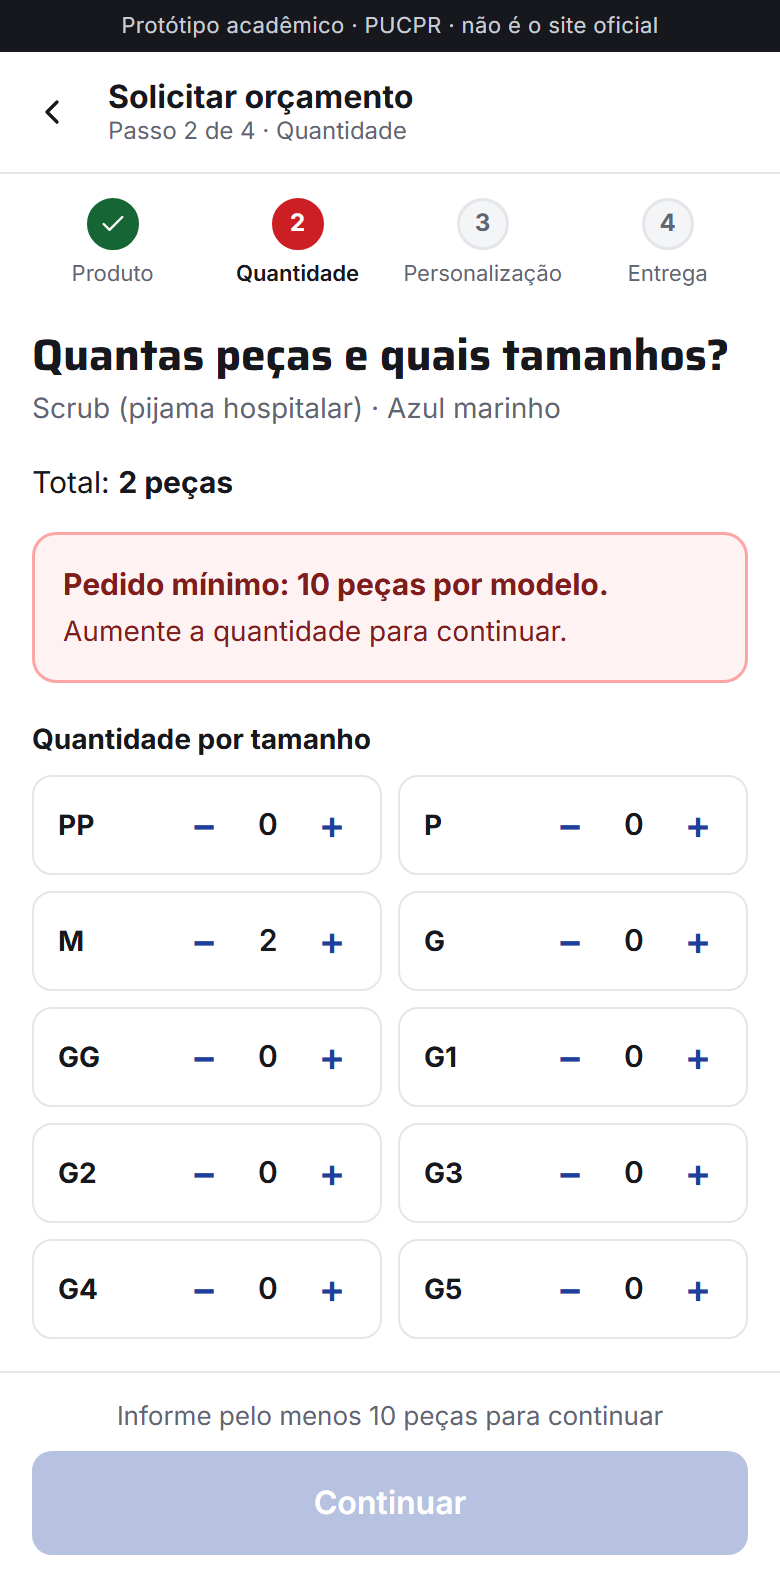 Protótipo acadêmico · PUCPR · não é o site oficial
Solicitar orçamento
Passo 2 de 4 · Quantidade
2 3 4
Produto Quantidade Personalização Entrega
Quantas peças e quais tamanhos?
Scrub (pijama hospitalar) · Azul marinho
Total: 2 peças
Pedido mínimo: 10 peças por modelo.
Aumente a quantidade para continuar.
Quantidade por tamanho
PP − 0 + P − 0 +
M − 2 + G − 0 +
GG − 0 + G1 − 0 +
G2 − 0 + G3 − 0 +
G4 − 0 + G5 − 0 +
Informe pelo menos 10 peças para continuar
Continuar